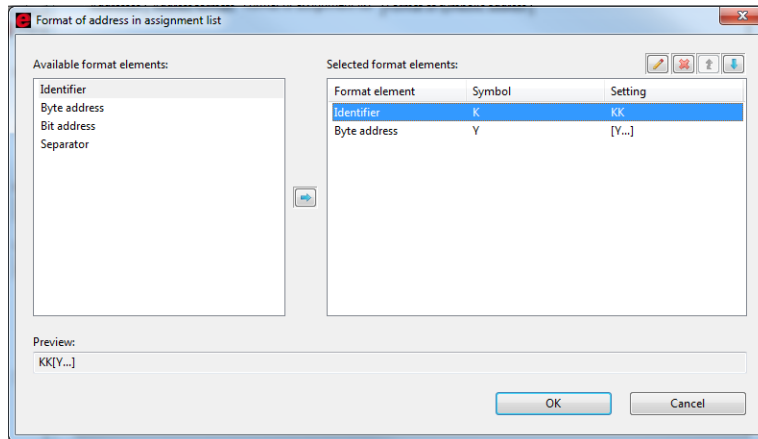 Format of address in assignment list
Available format elements:
Identifier
Byte address
Bit address
Separator
Selected format elements:
Format element Symbol Setting
Identifier K KK
Byte address Y [Y...]
Preview:
KK[Y...]
OK Cancel